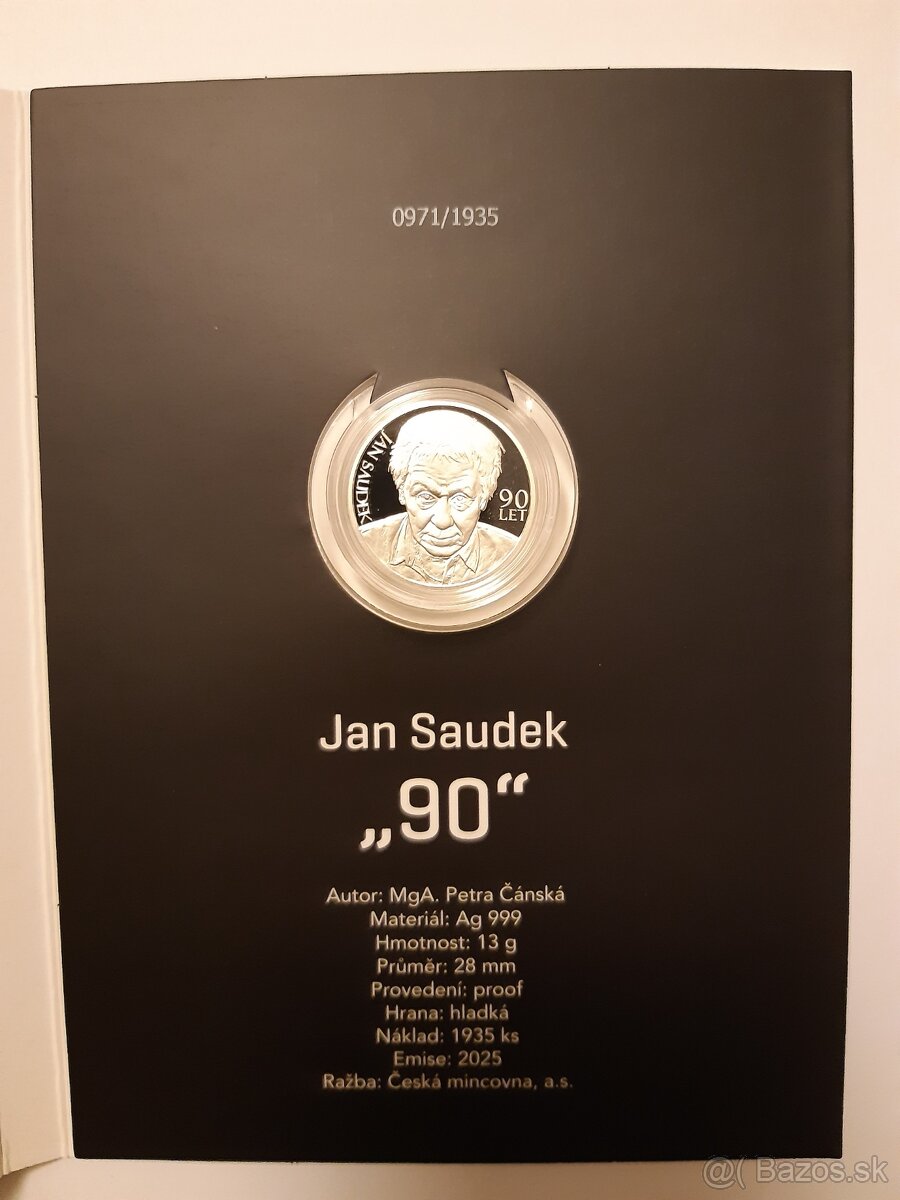 0971/1935
JAN SAUDEK
90
LET
Jan Saudek
„90“
Autor: MgA. Petra Čánská
Materiál: Ag 999
Hmotnost: 13 g
Průměr: 28 mm
Provedení: proof
Hrana: hladká
Náklad: 1935 ks
Emise: 2025
Ražba: Česká mincovna, a.s.
@( Bazos.sk